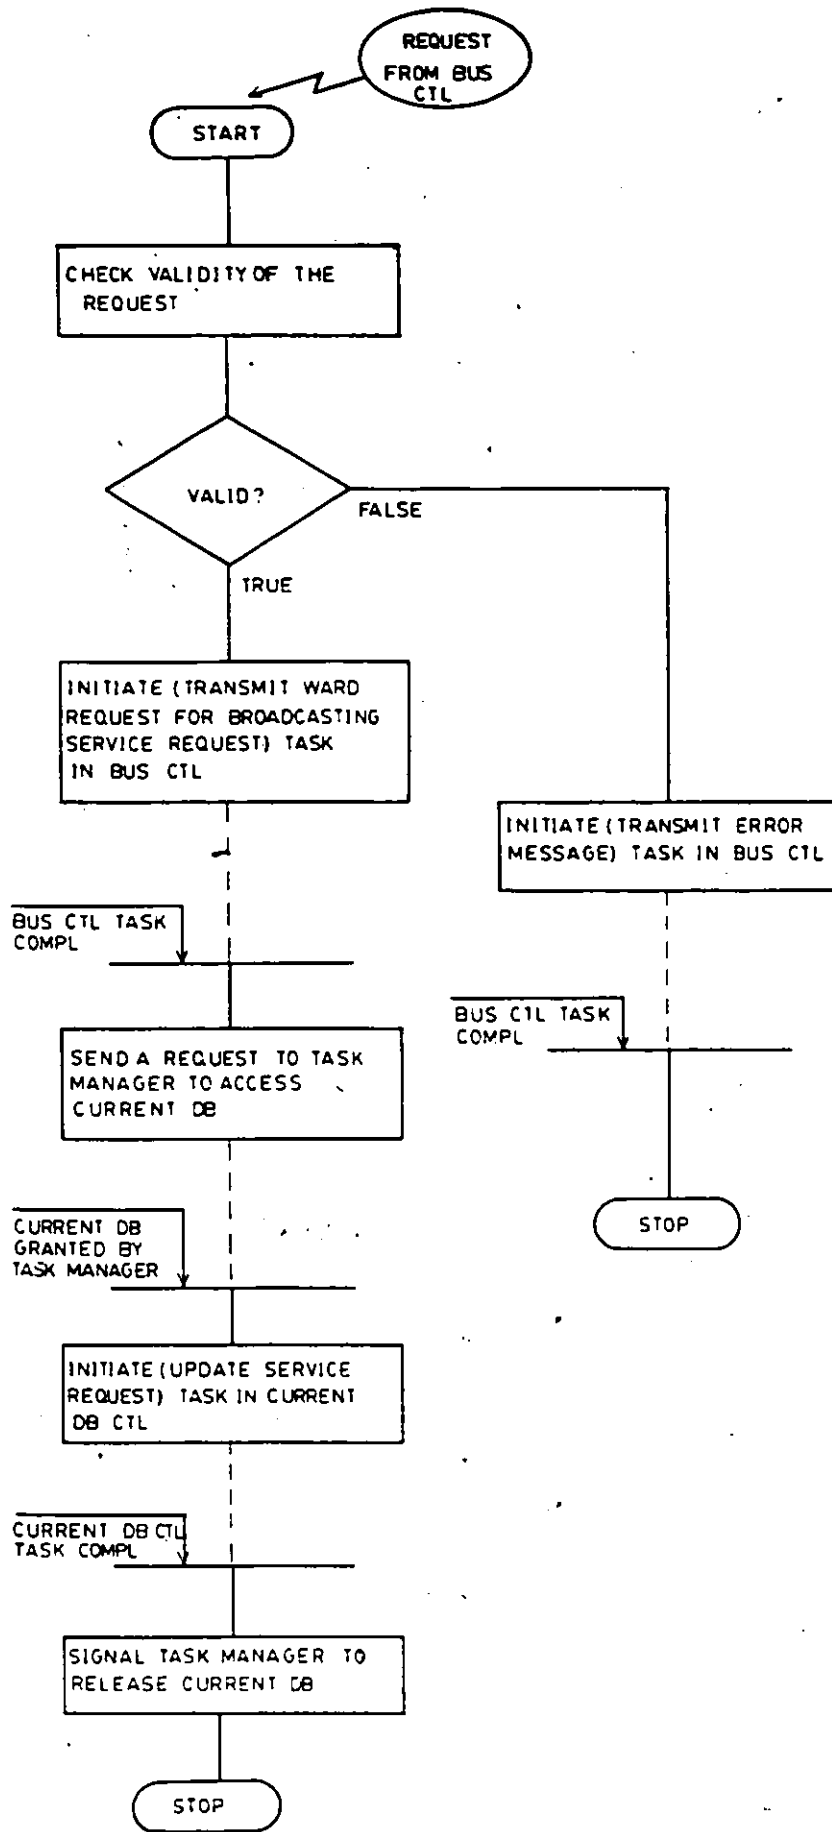 REQUEST
FROM BUS
CTL
START
CHECK VALIDITY OF THE
REQUEST
VALID?
FALSE
TRUE
INITIATE (TRANSMIT WARD
REQUEST FOR BROADCASTING
SERVICE REQUEST) TASK
IN BUS CTL
INITIATE (TRANSMIT ERROR
MESSAGE) TASK IN BUS CTL
BUS CTL TASK
COMPL
BUS CTL TASK
COMPL
SEND A REQUEST TO TASK
MANAGER TO ACCESS
CURRENT DB
STOP
CURRENT DB
GRANTED BY
TASK MANAGER
INITIATE (UPDATE SERVICE
REQUEST) TASK IN CURRENT
DB CTL
CURRENT DB CTL
TASK COMPL
SIGNAL TASK MANAGER TO
RELEASE CURRENT DB
STOP